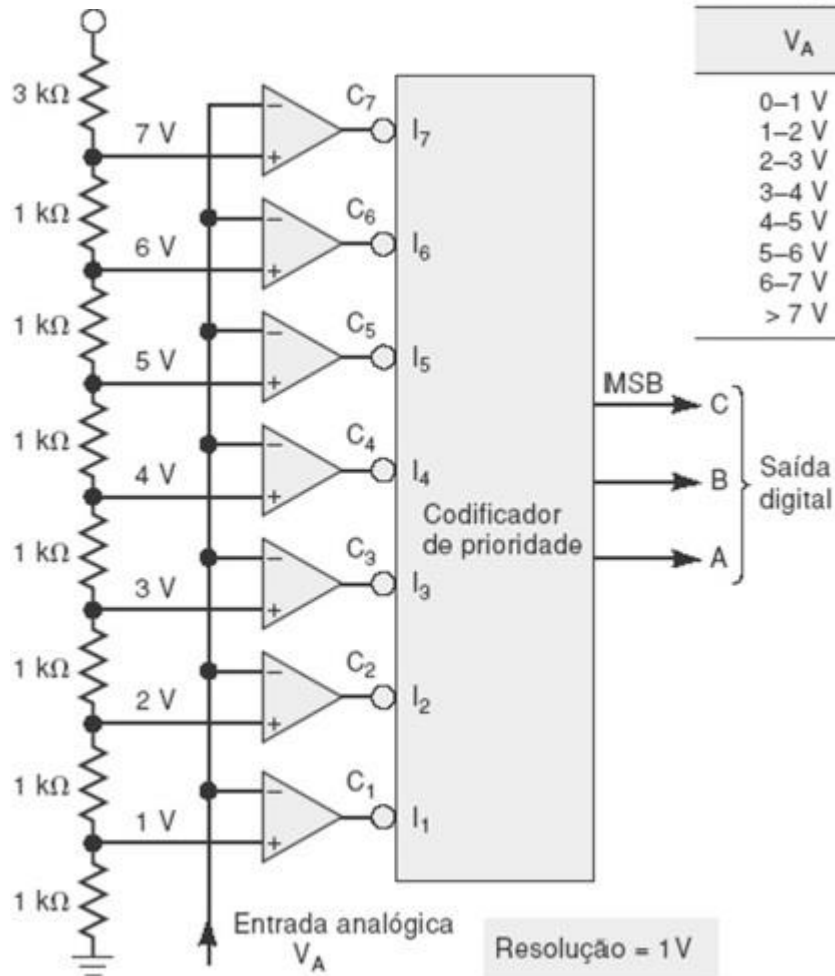 V_A
0–1 V
1–2 V
2–3 V
3–4 V
4–5 V
5–6 V
6–7 V
> 7 V
3 kΩ
7 V
C₇
I₇
1 kΩ
6 V
C₆
I₆
1 kΩ
5 V
C₅
I₅
1 kΩ
4 V
C₄
I₄
1 kΩ
3 V
C₃
I₃
1 kΩ
2 V
C₂
I₂
1 kΩ
1 V
C₁
I₁
1 kΩ
− +
− +
− +
− +
− +
− +
− +
Codificador
de prioridade
MSB
C
B
A
Saída
digital
Entrada analógica
V_A
Resolução = 1 V